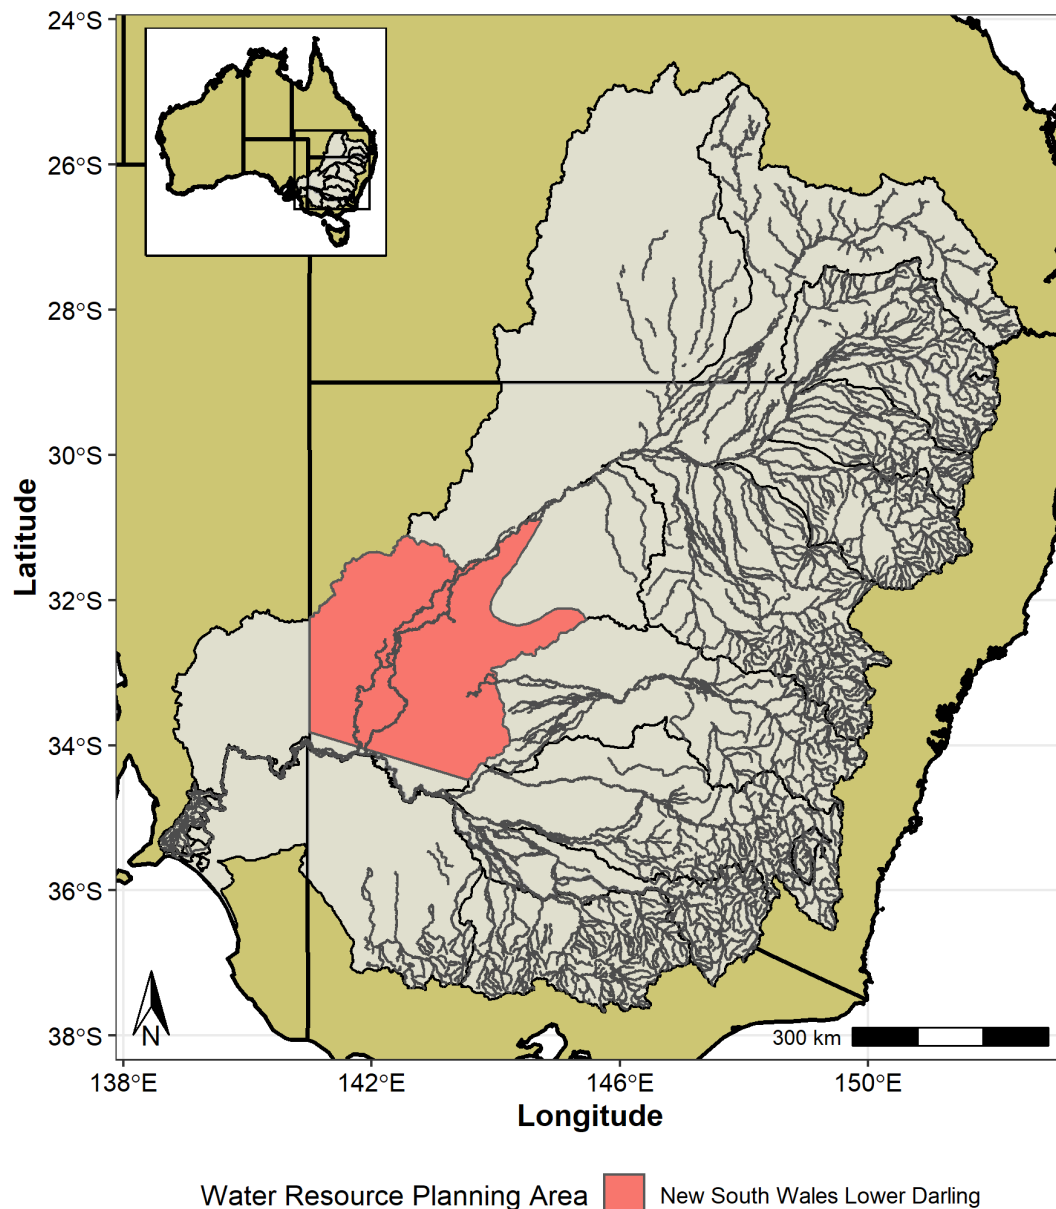 24°S
26°S
28°S
30°S
32°S
34°S
36°S
38°S
Latitude
N
300 km
138°E 142°E 146°E 150°E
Longitude
Water Resource Planning Area New South Wales Lower Darling